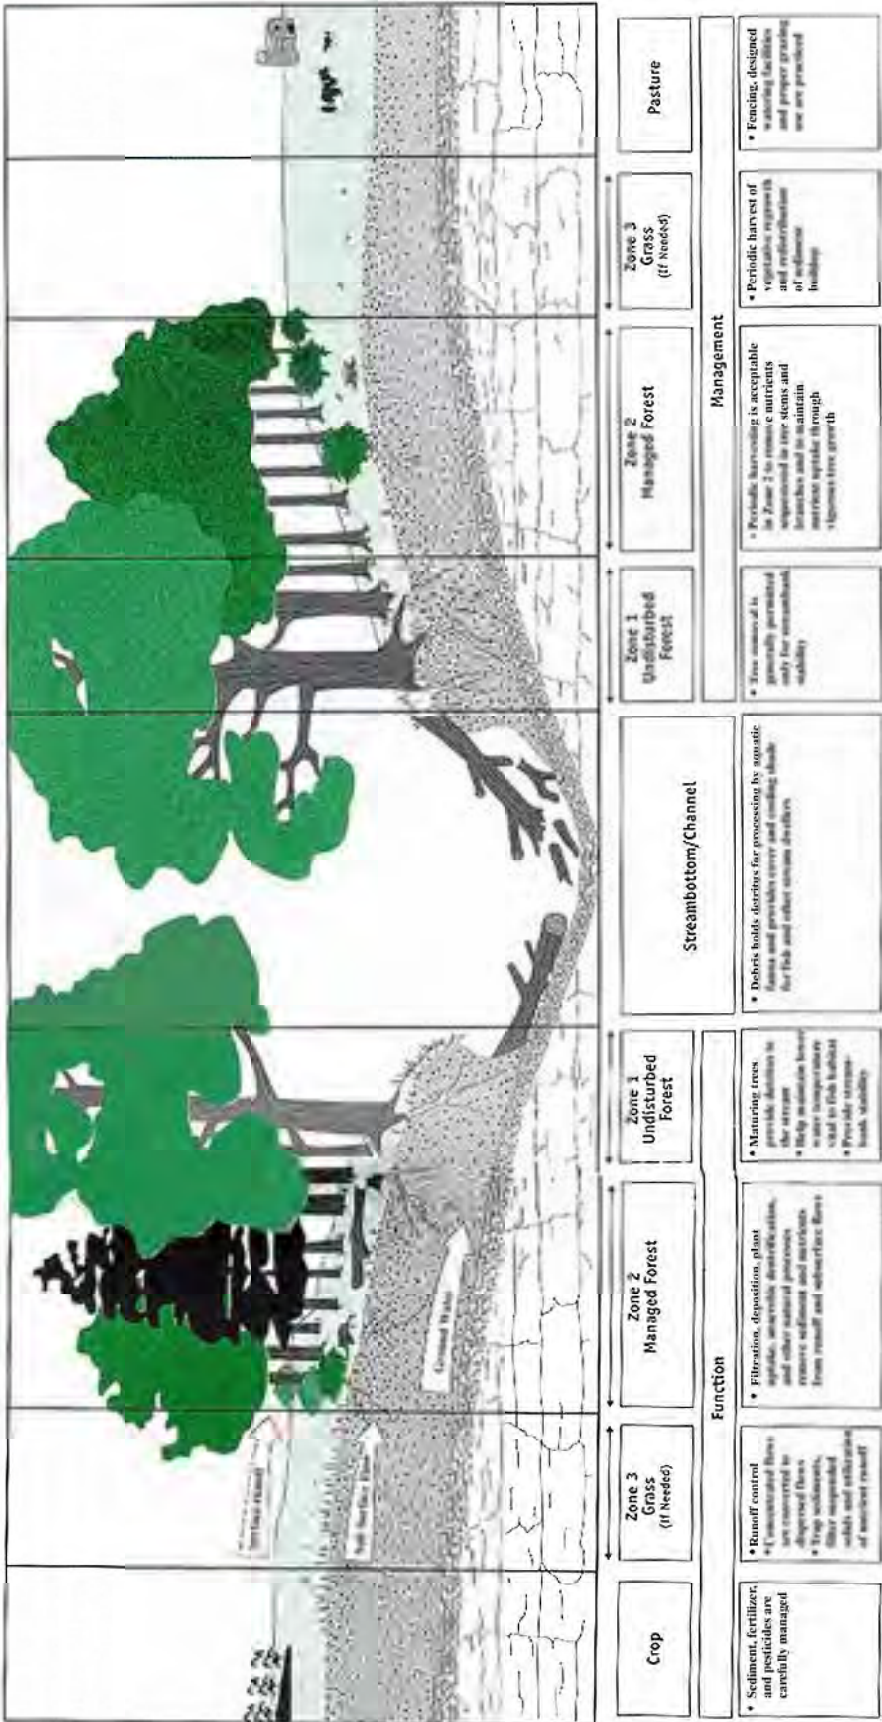 Surface Runoff
Ground Water
Crop
Zone 3
Grass
(If Needed)
Zone 2
Managed Forest
Zone 1
Undisturbed
Forest
Streambottom/Channel
Zone 1
Undisturbed
Forest
Zone 2
Managed Forest
Zone 3
Grass
(If Needed)
Pasture
Function
Management
• Sediment, fertilizer,
and pesticides are
carefully managed
• Runoff control
• Concentrated flows
are converted to
dispersed flows
• Trap sediments,
filter suspended
solids and utilization
of nutrient runoff
• Filtration, deposition, plant
uptake, anaerobic denitrification,
and other natural processes
remove sediment and nutrients
from runoff and subsurface flows
• Maturing trees
provide detritus to
the stream
• Help maintain lower
water temperature
vital to fish habitat
• Provide stream-
bank stability
• Debris holds detritus for processing by aquatic
fauna and provides cover and cooling shade
for fish and other stream dwellers
• Tree removal is
generally permitted
only for streambank
stability
• Periodic harvesting is acceptable
in Zone 2 to remove nutrients
sequestered in tree stems and
branches and to maintain
nutrient uptake through
vigorous tree growth
• Periodic harvest of
vegetative regrowth
and redistribution
of sediment
buildup
• Fencing, designed
watering facilities
and proper grazing
use are practiced